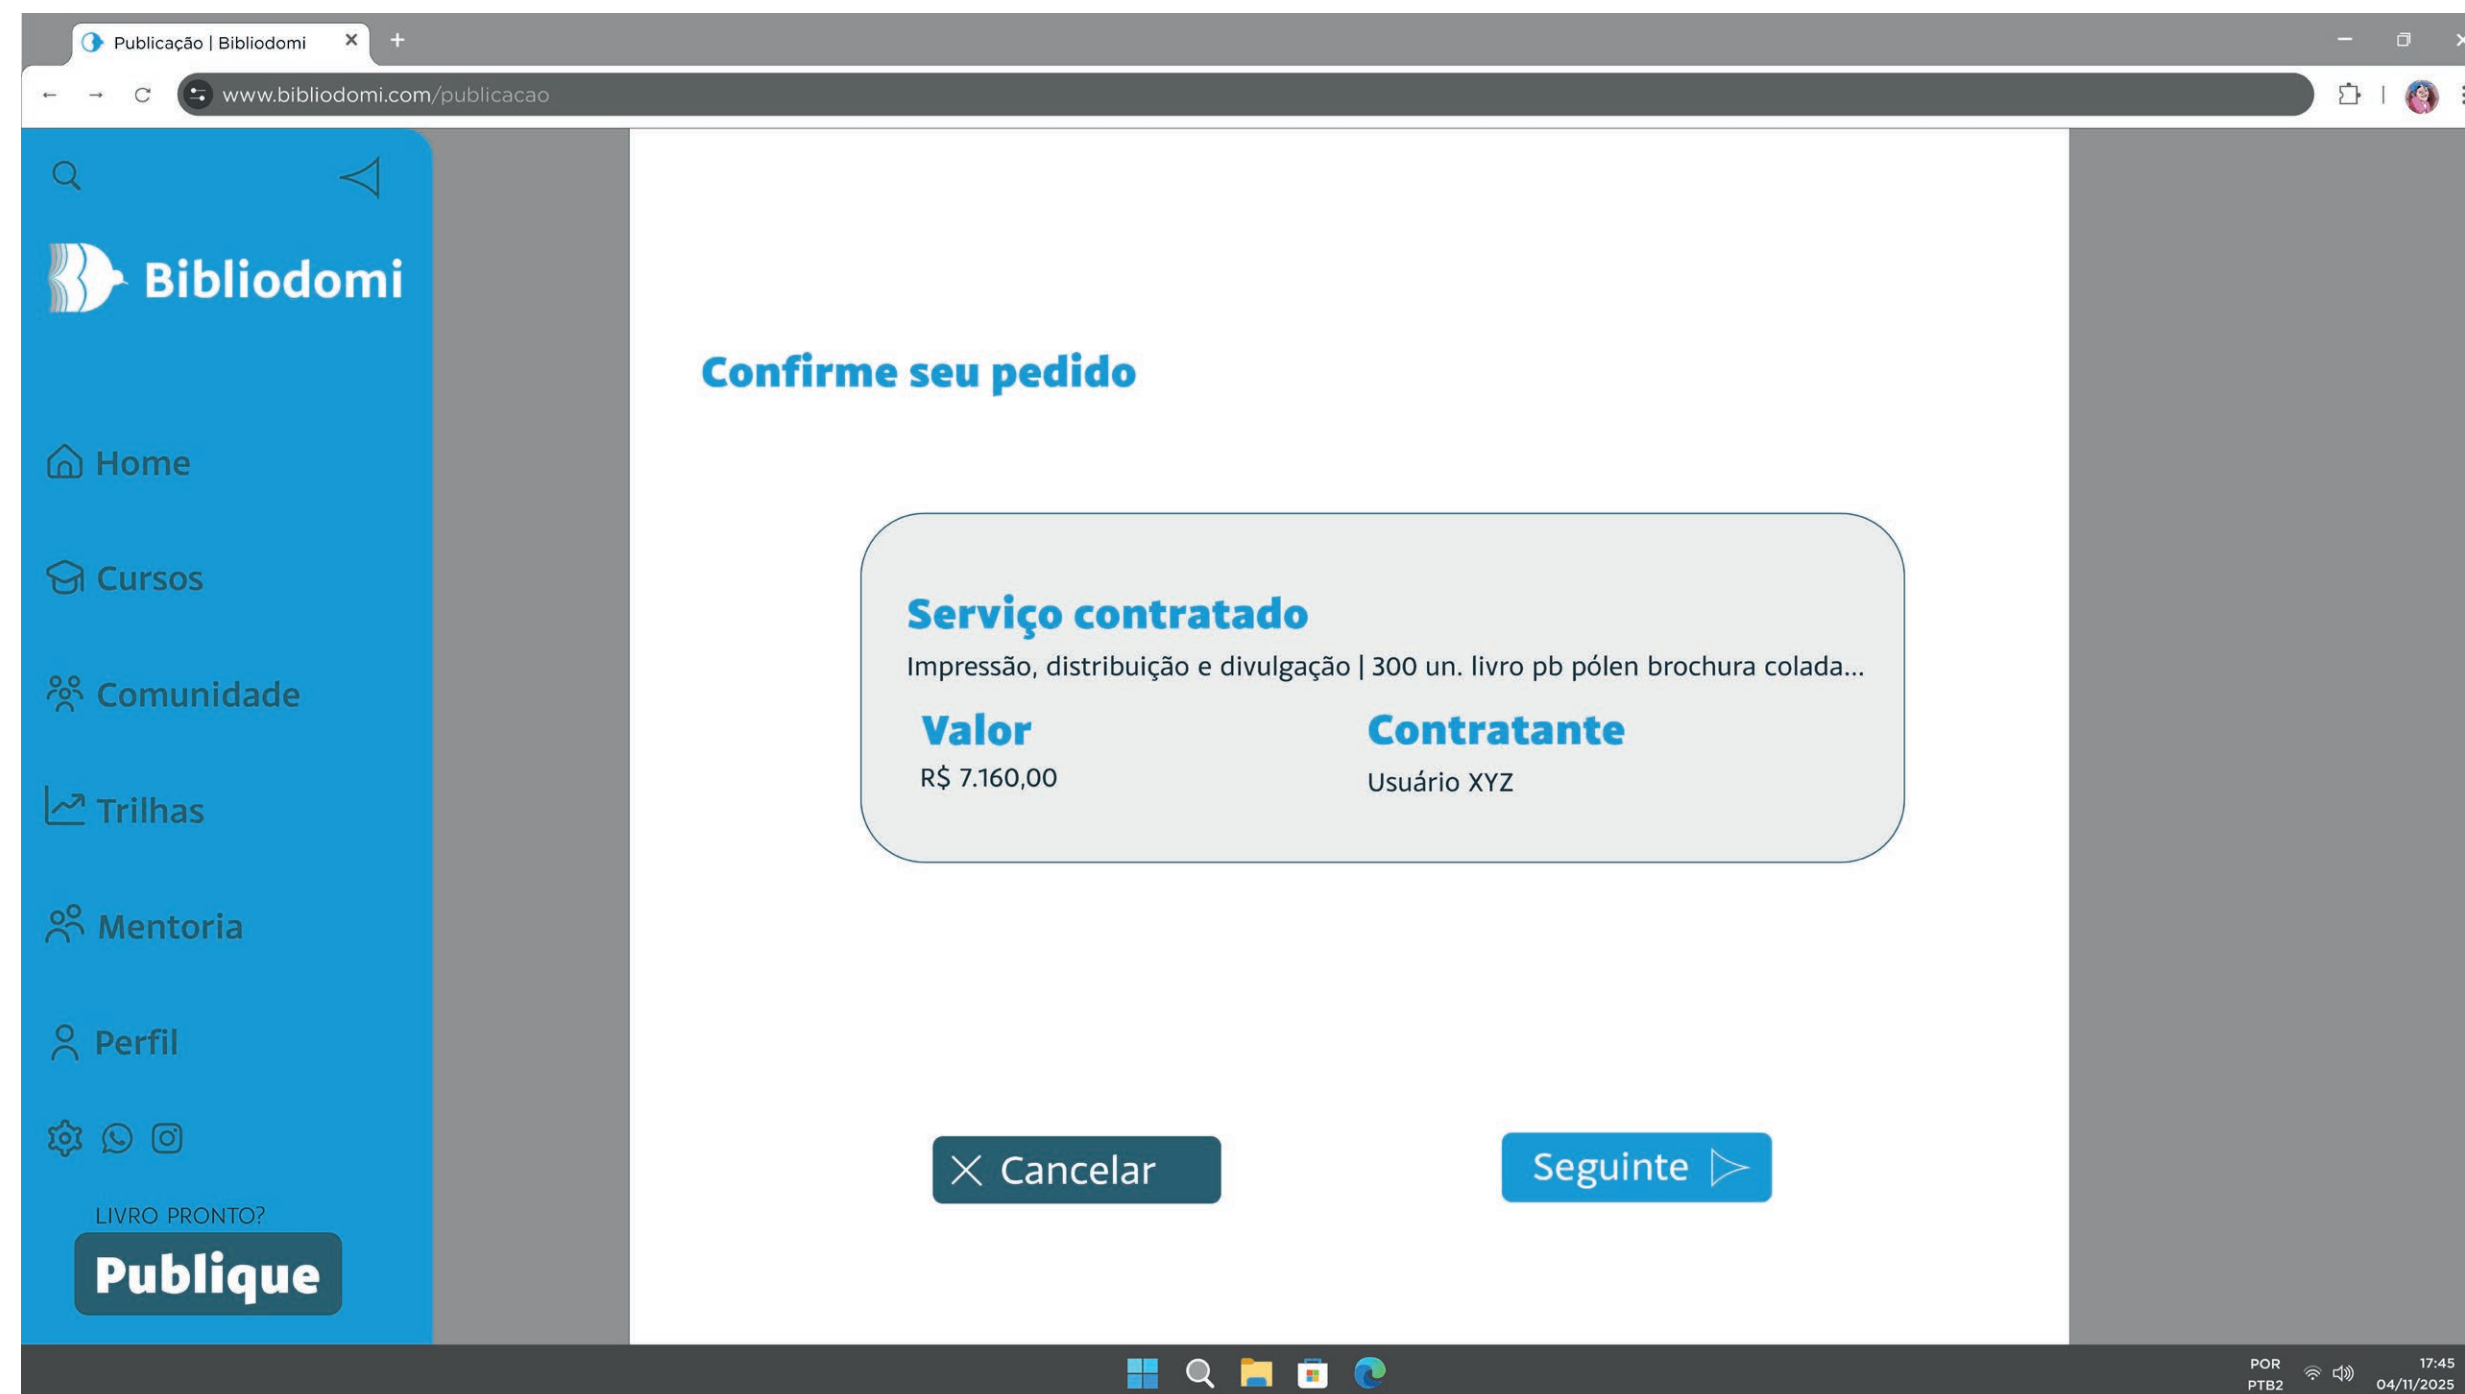 Publicação | Bibliodomi
www.bibliodomi.com/publicacao
Bibliodomi
Home
Cursos
Comunidade
Trilhas
Mentoria
Perfil
LIVRO PRONTO?
Publique
Confirme seu pedido
Serviço contratado
Impressão, distribuição e divulgação | 300 un. livro pb pólen brochura colada...
Valor
R$ 7.160,00
Contratante
Usuário XYZ
Cancelar
Seguinte
POR
PTB2
17:45
04/11/2025